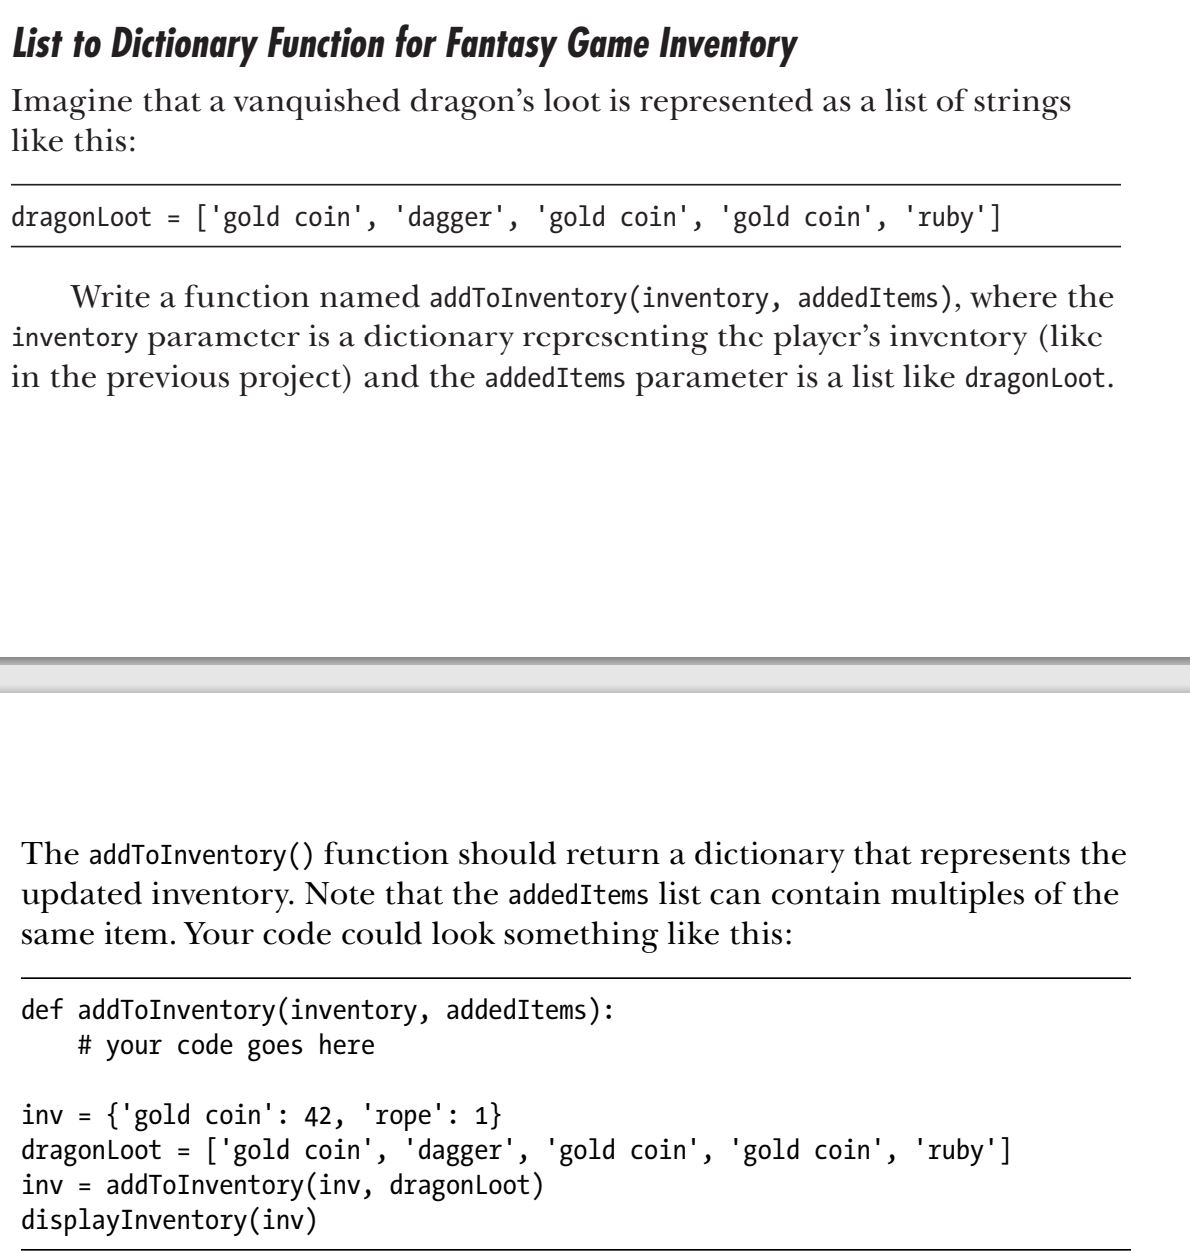 List to Dictionary Function for Fantasy Game Inventory
Imagine that a vanquished dragon’s loot is represented as a list of strings
like this:
dragonLoot = ['gold coin', 'dagger', 'gold coin', 'gold coin', 'ruby']
Write a function named addToInventory(inventory, addedItems), where the
inventory parameter is a dictionary representing the player’s inventory (like
in the previous project) and the addedItems parameter is a list like dragonLoot.
The addToInventory() function should return a dictionary that represents the
updated inventory. Note that the addedItems list can contain multiples of the
same item. Your code could look something like this:
def addToInventory(inventory, addedItems):
    # your code goes here
inv = {'gold coin': 42, 'rope': 1}
dragonLoot = ['gold coin', 'dagger', 'gold coin', 'gold coin', 'ruby']
inv = addToInventory(inv, dragonLoot)
displayInventory(inv)